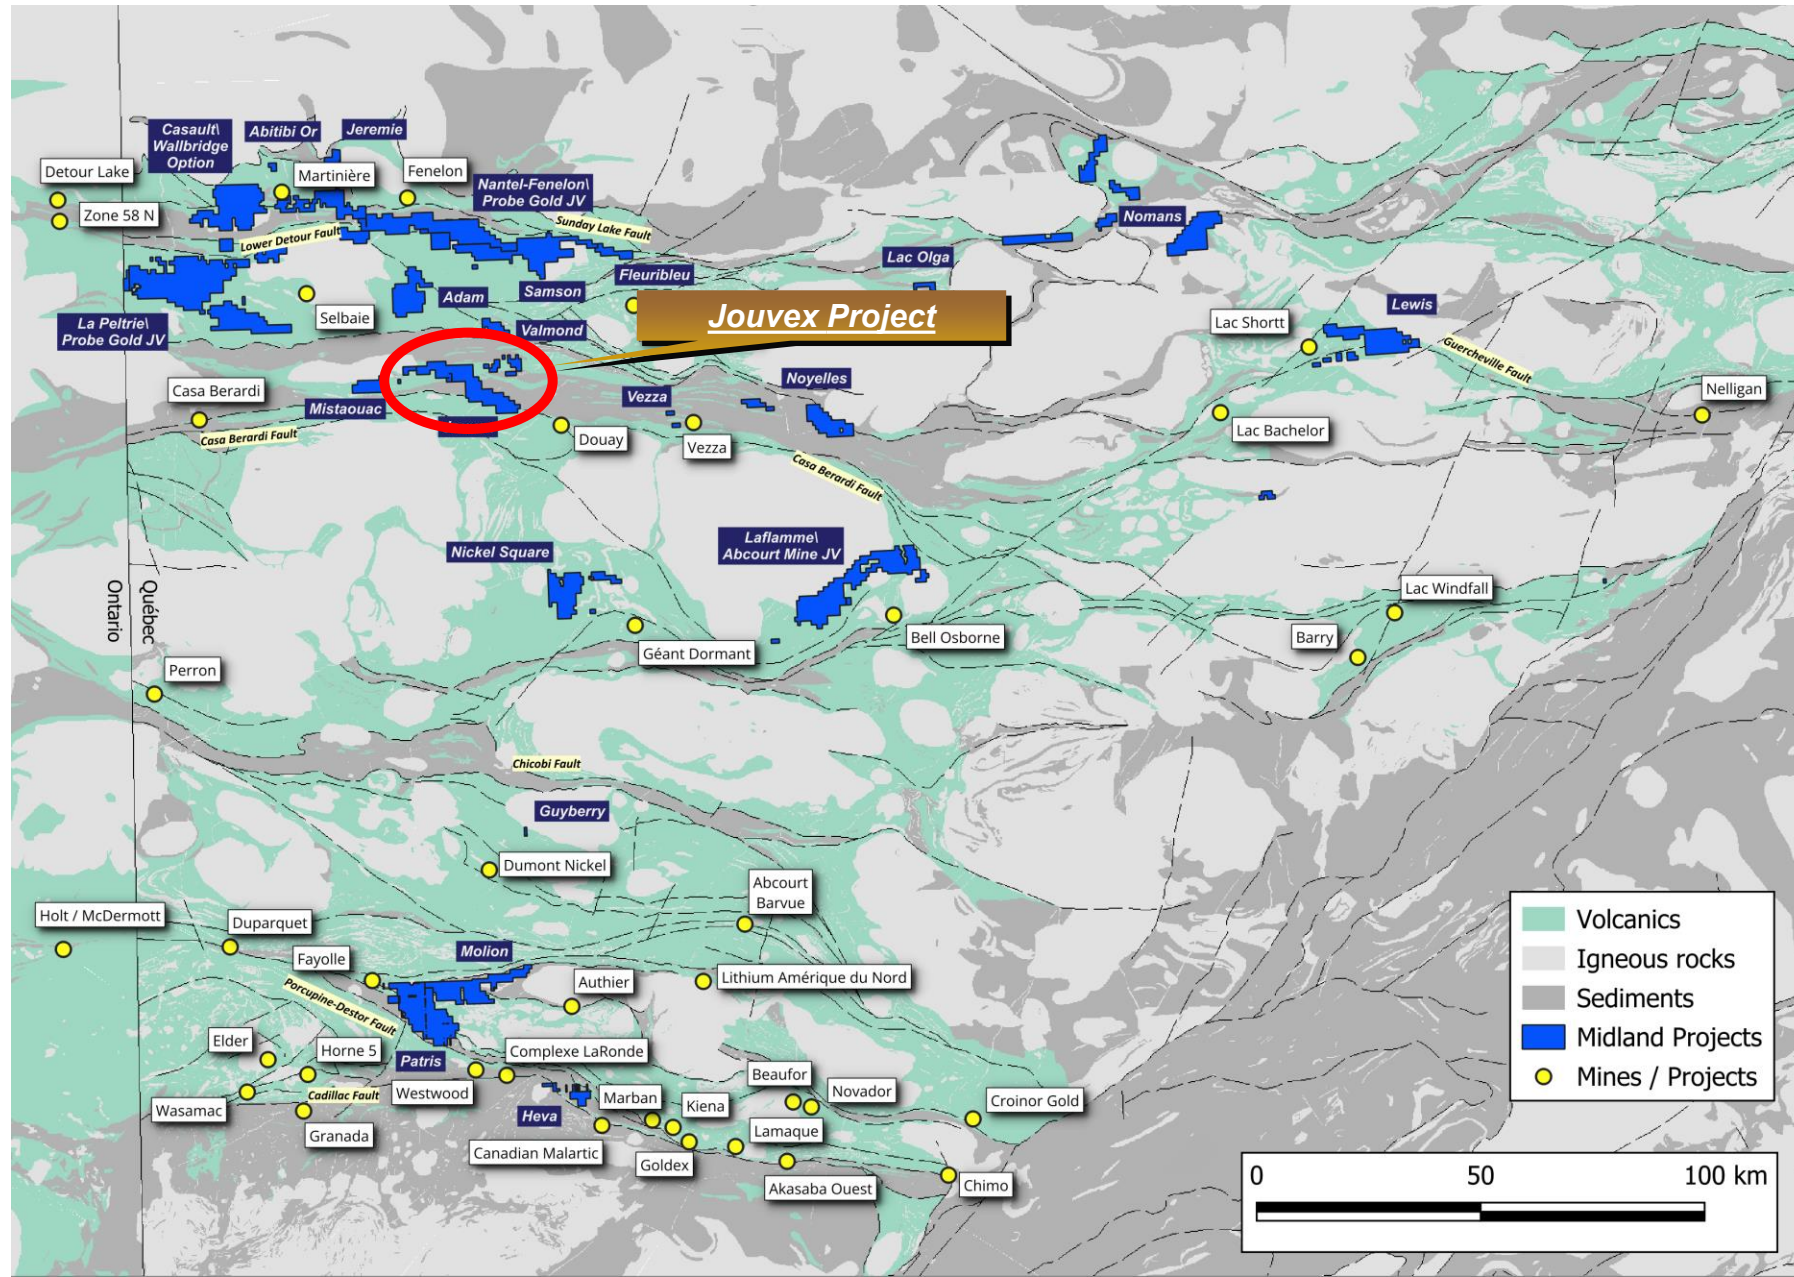 Casault\
Wallbridge
Option
Abitibi Or
Jeremie
Detour Lake
Martinière
Fenelon
Nantel-Fenelon\
Probe Gold JV
Zone 58 N
Sunday Lake Fault
Lower Detour Fault
Nomans
Lac Olga
Fleuribleu
Samson
Adam
Selbaie
La Peltrie\
Probe Gold JV
Valmond
Jouvex Project
Lac Shortt
Lewis
Guercheville Fault
Noyelles
Nelligan
Casa Berardi
Mistaouac
Vezza
Casa Berardi Fault
Douay
Vezza
Lac Bachelor
Casa Berardi Fault
Nickel Square
Laflamme\
Abcourt Mine JV
Ontario
Québec
Lac Windfall
Bell Osborne
Barry
Géant Dormant
Perron
Chicobi Fault
Guyberry
Dumont Nickel
Abcourt
Barvue
Holt / McDermott
Duparquet
Fayolle
Molion
Authier
Lithium Amérique du Nord
Porcupine-Destor Fault
Elder
Horne 5
Patris
Complexe LaRonde
Westwood
Cadillac Fault
Wasamac
Granada
Heva
Marban
Kiena
Beaufor
Novador
Croinor Gold
Canadian Malartic
Goldex
Lamaque
Akasaba Ouest
Chimo
Volcanics
Igneous rocks
Sediments
Midland Projects
Mines / Projects
0 50 100 km